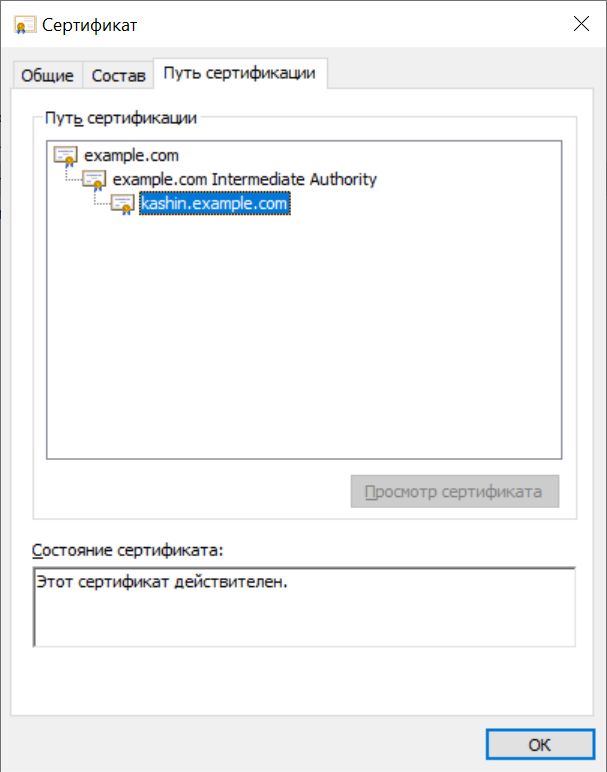 Сертификат
Общие Состав Путь сертификации
Путь сертификации
example.com
example.com Intermediate Authority
kashin.example.com
Просмотр сертификата
Состояние сертификата:
Этот сертификат действителен.
ОК